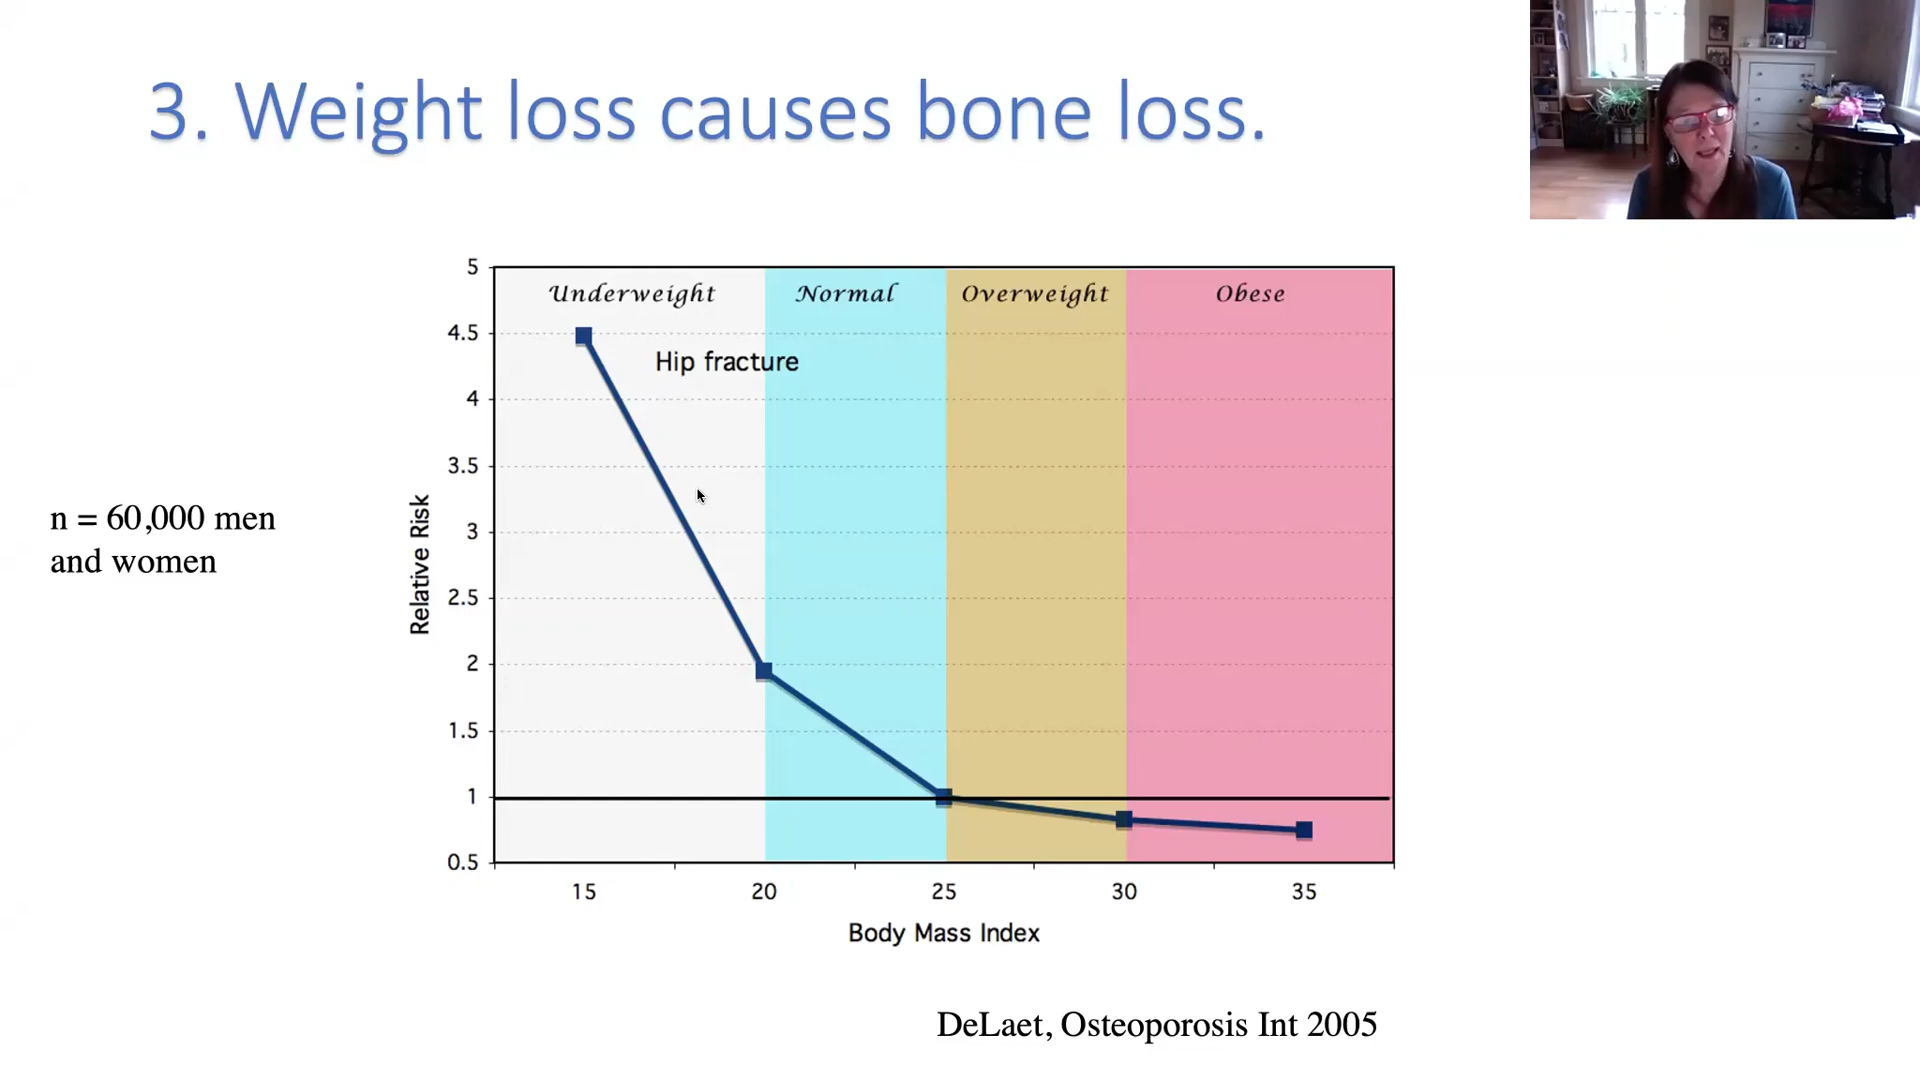 3. Weight loss causes bone loss.
n = 60,000 men
and women
Underweight
Normal
Overweight
Obese
Hip fracture
Relative Risk
5
4.5
4
3.5
3
2.5
2
1.5
1
0.5
15
20
25
30
35
Body Mass Index
DeLaet, Osteoporosis Int 2005